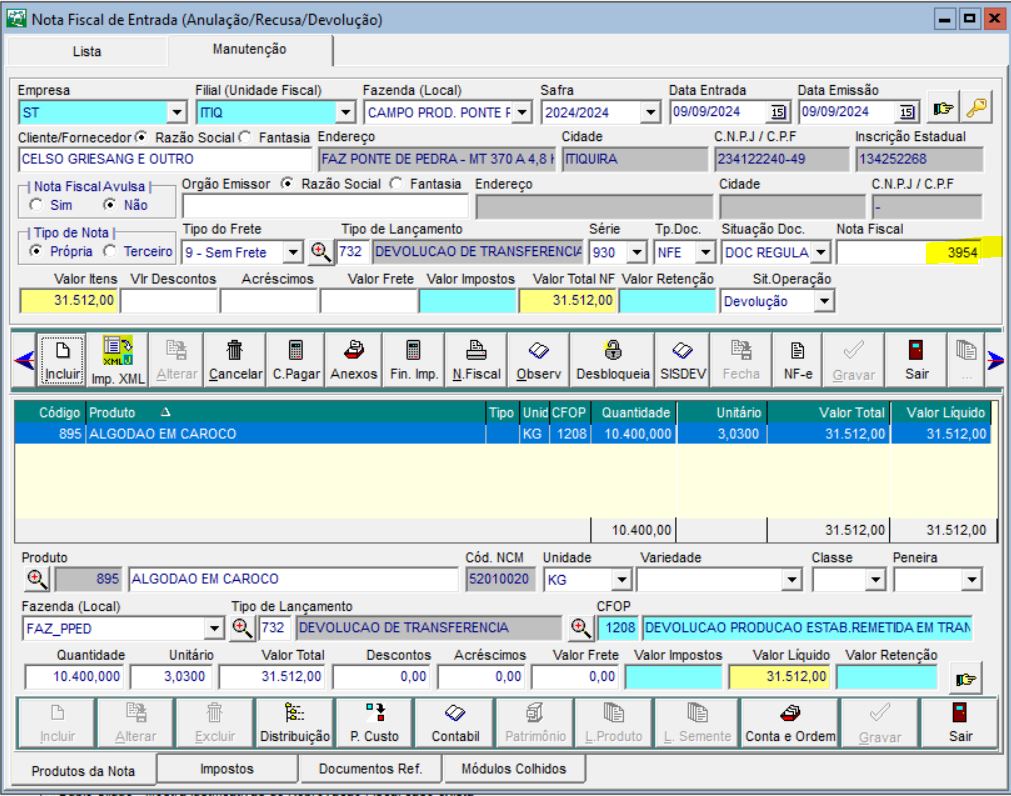 Nota Fiscal de Entrada (Anulação/Recusa/Devolução)
Lista Manutenção
Empresa Filial (Unidade Fiscal) Fazenda (Local) Safra Data Entrada Data Emissão
ST ITIQ CAMPO PROD. PONTE F 2024/2024 09/09/2024 15 09/09/2024 15
Cliente/Fornecedor Razão Social Fantasia Endereço Cidade C.N.P.J / C.P.F Inscrição Estadual
CELSO GRIESANG E OUTRO FAZ PONTE DE PEDRA - MT 370 A 4,8 ITIQUIRA 234122240-49 134252268
| Nota Fiscal Avulsa | Orgão Emissor Razão Social Fantasia Endereço Cidade C.N.P.J / C.P.F
Sim Não -
| Tipo de Nota | Tipo do Frete Tipo de Lançamento Série Tp.Doc. Situação Doc. Nota Fiscal
Própria Terceiro 9 - Sem Frete 732 DEVOLUCAO DE TRANSFERENCIA 930 NFE DOC REGULA 3954
Valor Itens Vlr Descontos Acréscimos Valor Frete Valor Impostos Valor Total NF Valor Retenção Sit.Operação
31.512,00 31.512,00 Devolução
Incluir Imp. XML Alterar Cancelar C.Pagar Anexos Fin. Imp. N.Fiscal Observ Desbloqueia SISDEV Fecha NF-e Gravar Sair ...
Código Produto Tipo Unid CFOP Quantidade Unitário Valor Total Valor Líquido
895 ALGODAO EM CAROCO KG 1208 10.400,000 3,0300 31.512,00 31.512,00
10.400,00 31.512,00 31.512,00
Produto Cód. NCM Unidade Variedade Classe Peneira
895 ALGODAO EM CAROCO 52010020 KG
Fazenda (Local) Tipo de Lançamento CFOP
FAZ_PPED 732 DEVOLUCAO DE TRANSFERENCIA 1208 DEVOLUCAO PRODUCAO ESTAB.REMETIDA EM TRAN
Quantidade Unitário Valor Total Descontos Acréscimos Valor Frete Valor Impostos Valor Líquido Valor Retenção
10.400,000 3,0300 31.512,00 0,00 0,00 0,00 31.512,00
Incluir Alterar Excluir Distribuição P. Custo Contabil Patrimônio L.Produto L. Semente Conta e Ordem Gravar Sair
Produtos da Nota Impostos Documentos Ref. Módulos Colhidos